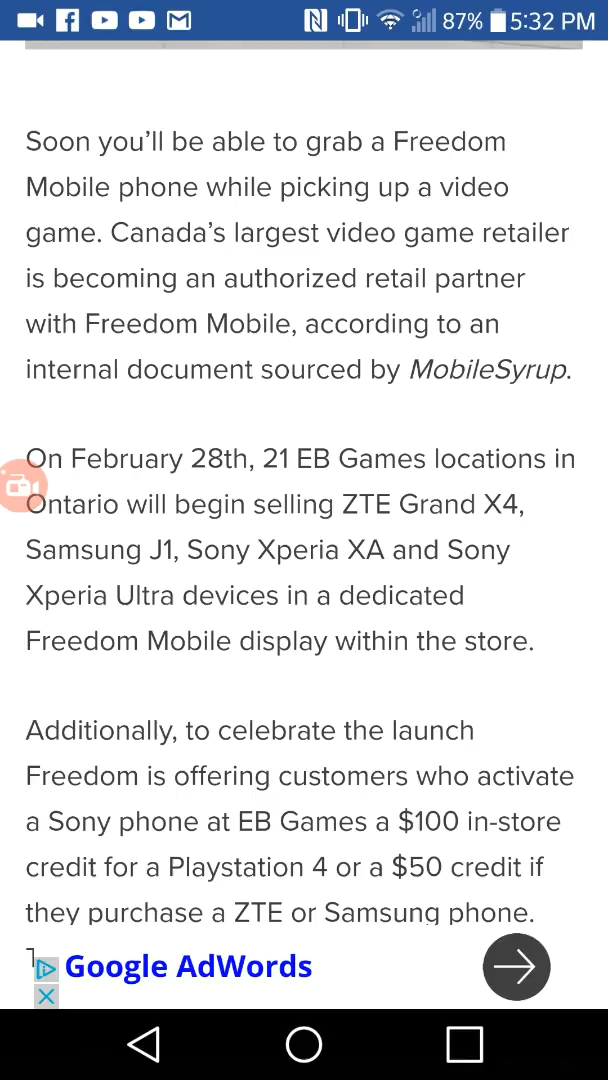 87% 5:32 PM
Soon you’ll be able to grab a Freedom
Mobile phone while picking up a video
game. Canada’s largest video game retailer
is becoming an authorized retail partner
with Freedom Mobile, according to an
internal document sourced by MobileSyrup.
On February 28th, 21 EB Games locations in
Ontario will begin selling ZTE Grand X4,
Samsung J1, Sony Xperia XA and Sony
Xperia Ultra devices in a dedicated
Freedom Mobile display within the store.
Additionally, to celebrate the launch
Freedom is offering customers who activate
a Sony phone at EB Games a $100 in-store
credit for a Playstation 4 or a $50 credit if
they purchase a ZTE or Samsung phone.
Google AdWords